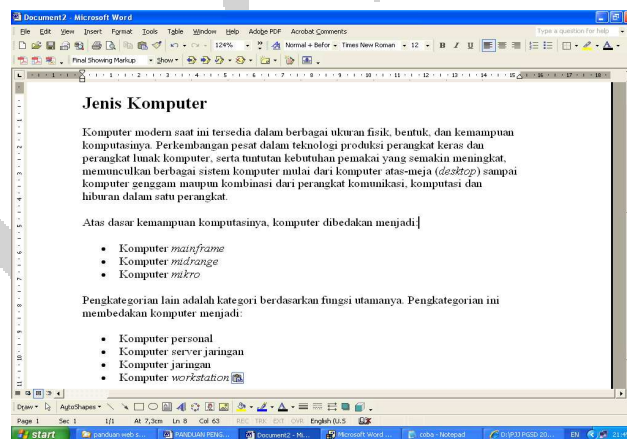 Document2 - Microsoft Word
File Edit View Insert Format Tools Table Window Help Adobe PDF Acrobat Comments Type a question for help
124% Normal + Befor Times New Roman 12 B I U
Final Showing Markup Show
Jenis Komputer
Komputer modern saat ini tersedia dalam berbagai ukuran fisik, bentuk, dan kemampuan
komputasinya. Perkembangan pesat dalam teknologi produksi perangkat keras dan
perangkat lunak komputer, serta tuntutan kebutuhan pemakai yang semakin meningkat,
memunculkan berbagai sistem komputer mulai dari komputer atas-meja (desktop) sampai
komputer genggam maupun kombinasi dari perangkat komunikasi, komputasi dan
hiburan dalam satu perangkat.
Atas dasar kemampuan komputasinya, komputer dibedakan menjadi:
• Komputer mainframe
• Komputer midrange
• Komputer mikro
Pengkategorian lain adalah kategori berdasarkan fungsi utamanya. Pengkategorian ini
membedakan komputer menjadi:
• Komputer personal
• Komputer server jaringan
• Komputer jaringan
• Komputer workstation
Draw AutoShapes
Page 1 Sec 1 1/1 At 7,3cm Ln 8 Col 63 REC TRK EXT OVR English (U.S
start panduan web s... PANDUAN PENG... Document2 - Mi... Microsoft Word ... coba - Notepad D:\PJJ PGSD 20... EN